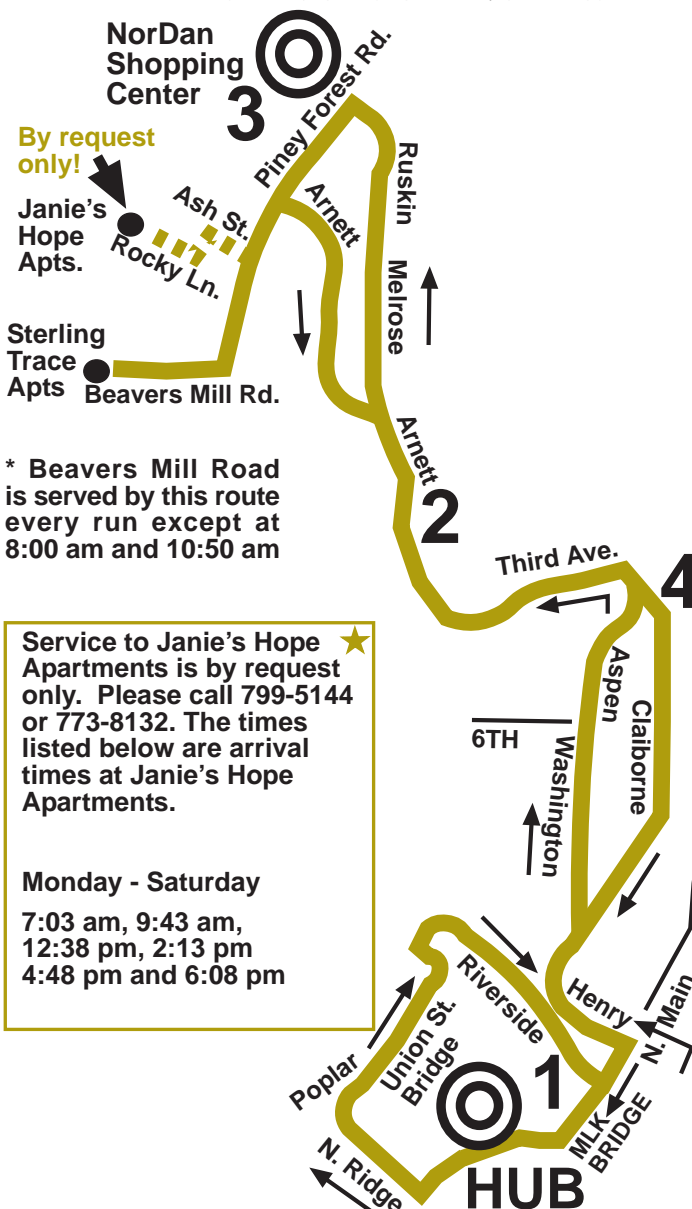 NorDan
Shopping
Center
3
Piney Forest Rd.
By request
only!
Janie's
Hope
Apts.
Ash St.
Rocky Ln.
Arnett
Ruskin
Melrose
Sterling
Trace
Apts
Beavers Mill Rd.
Arnett
2
* Beavers Mill Road
is served by this route
every run except at
8:00 am and 10:50 am
Third Ave.
4
Aspen
Claiborne
6TH
Washington
Service to Janie's Hope
Apartments is by request
only. Please call 799-5144
or 773-8132. The times
listed below are arrival
times at Janie's Hope
Apartments.
Monday - Saturday
7:03 am, 9:43 am,
12:38 pm, 2:13 pm
4:48 pm and 6:08 pm
Riverside
Henry
N. Main
Poplar
Union St.
Bridge
1
MLK
BRIDGE
N. Ridge
HUB